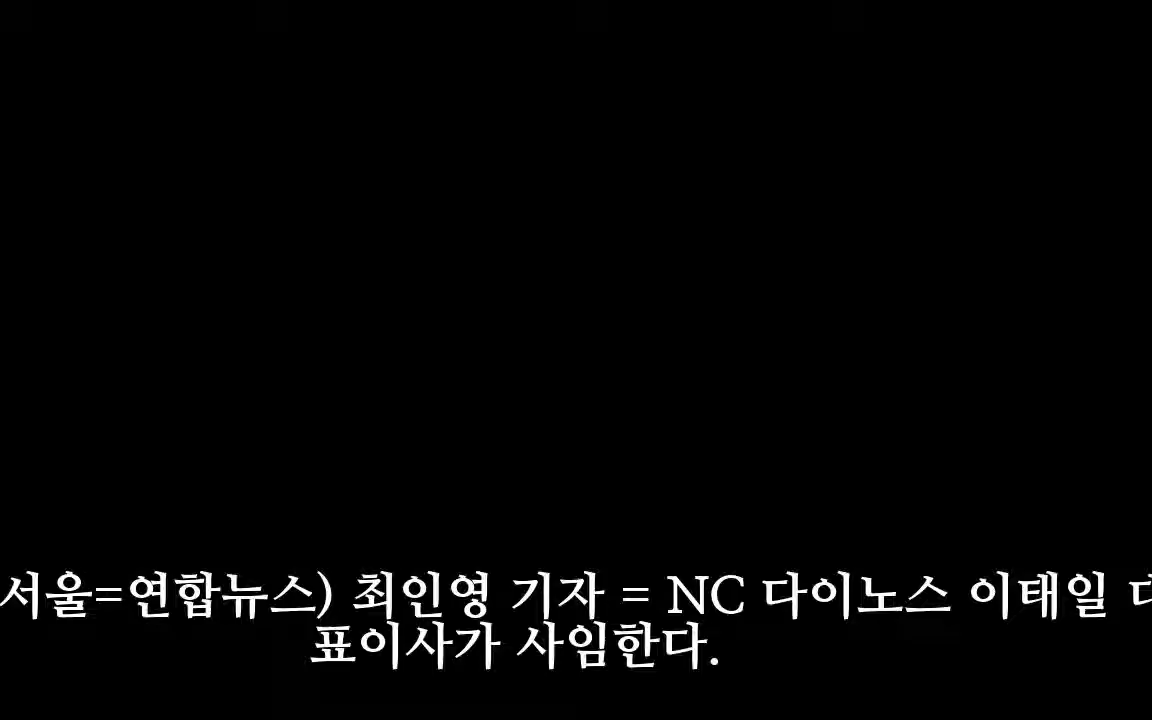 서울=연합뉴스) 최인영 기자 = NC 다이노스 이태일 대
표이사가 사임한다.